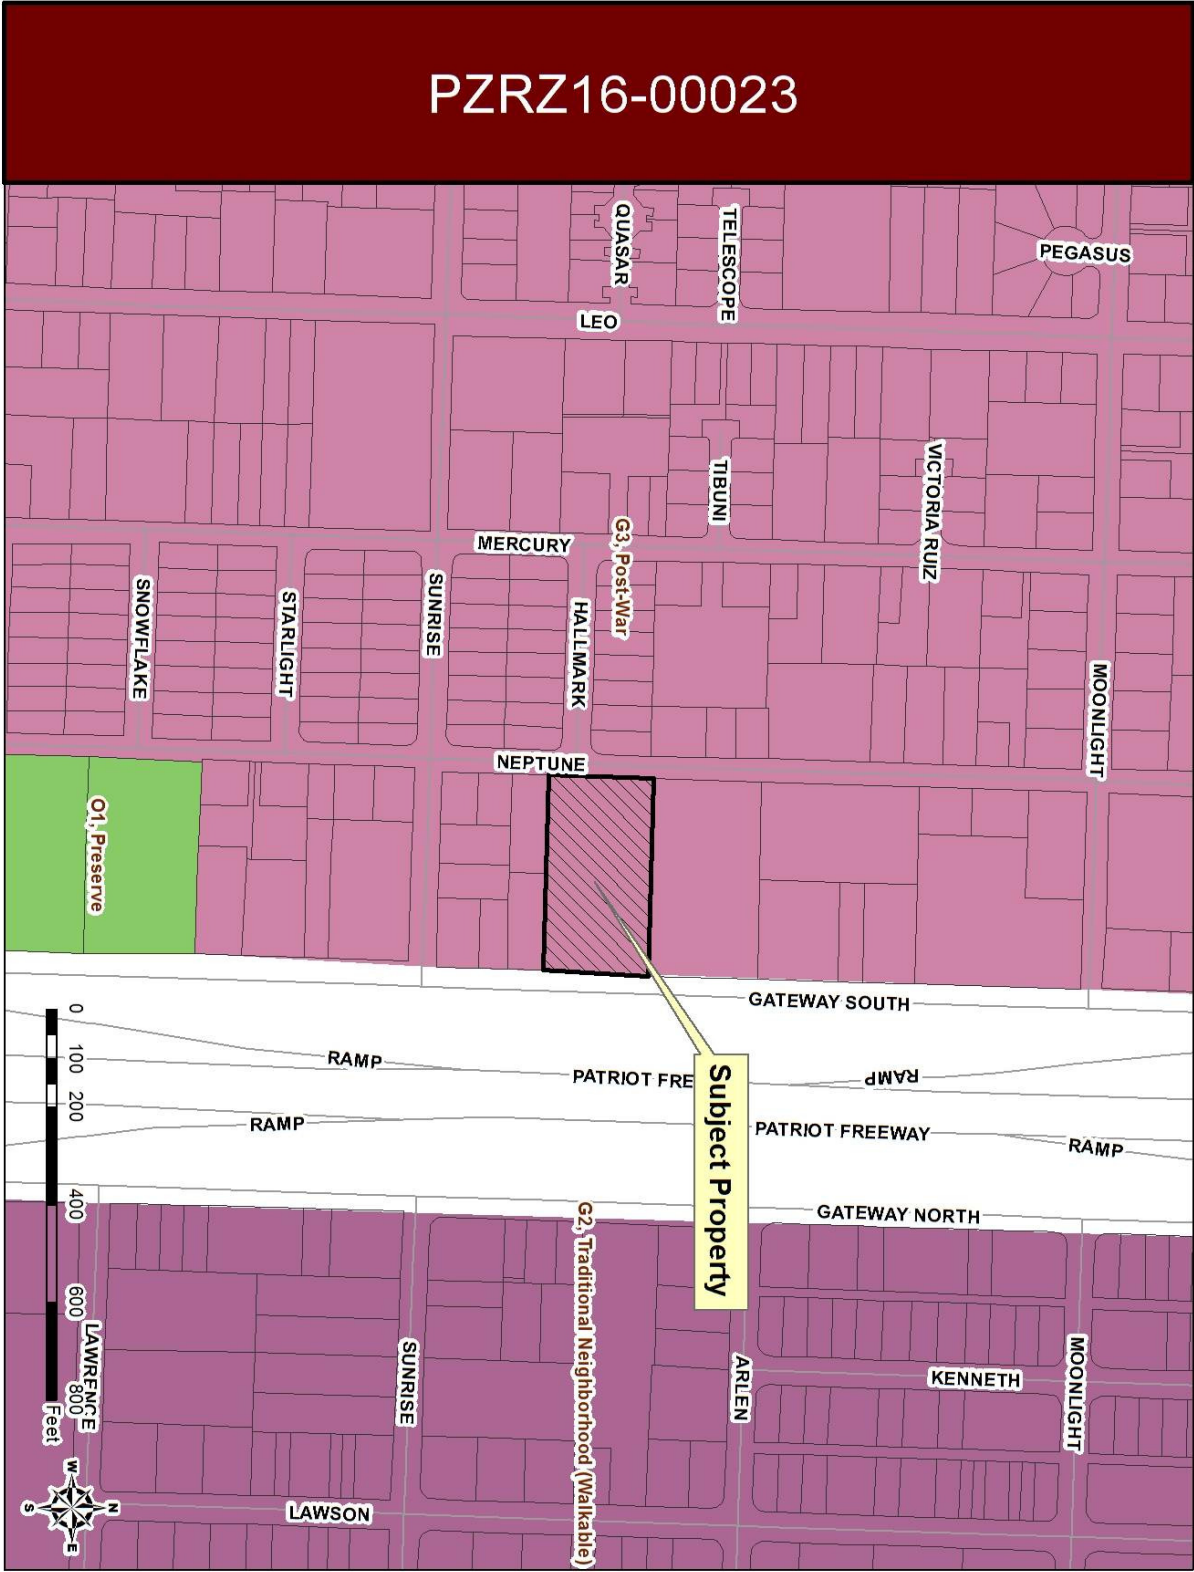 PZRZ16-00023
QUASAR
TELESCOPE
PEGASUS
LEO
TIBUNI
VICTORIA RUIZ
MERCURY
G3, Post-War
SNOWFLAKE
STARLIGHT
SUNRISE
HALLMARK
MOONLIGHT
NEPTUNE
O1, Preserve
GATEWAY SOUTH
RAMP
PATRIOT FRE
RAMP
Subject Property
RAMP
PATRIOT FREEWAY
RAMP
GATEWAY NORTH
G2, Traditional Neighborhood (Walkable)
LAWRENCE
SUNRISE
ARLEN
KENNETH
MOONLIGHT
LAWSON
0 100 200 400 600 800
Feet
W
S N
E